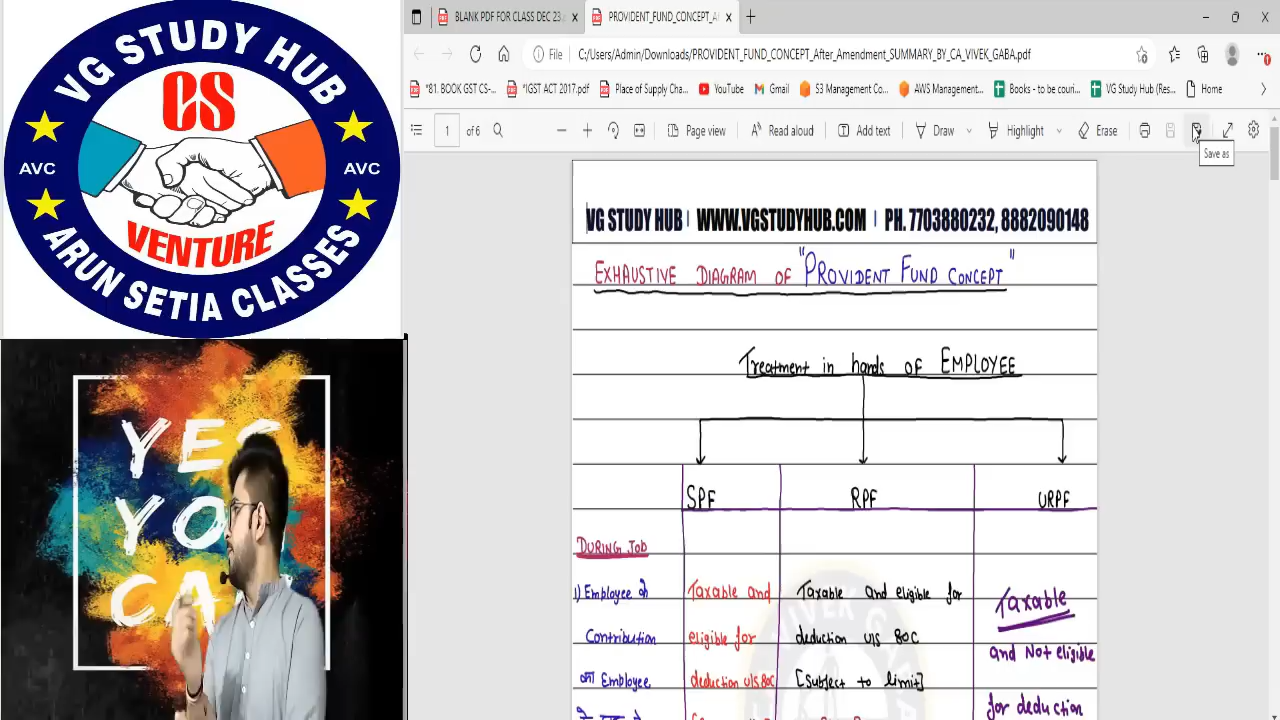 VG STUDY HUB
CS
AVC
AVC
VENTURE
ARUN SETIA CLASSES
YES
YO
CA
BLANK PDF FOR CLASS DEC 23
PROVIDENT_FUND_CONCEPT_A
File
C:/Users/Admin/Downloads/PROVIDENT_FUND_CONCEPT_After_Amendment_SUMMARY_BY_CA_VIVEK_GABA.pdf
*81. BOOK GST CS-...
*IGST ACT 2017.pdf
Place of Supply Cha...
YouTube
Gmail
S3 Management Co...
AWS Management...
Books - to be couri...
VG Study Hub (Res...
Home
1 of 6
Page view
Read aloud
Add text
Draw
Highlight
Erase
Save as
VG STUDY HUB | WWW.VGSTUDYHUB.COM | PH. 7703880232, 8882090148
EXHAUSTIVE DIAGRAM OF "PROVIDENT FUND CONCEPT"
Treatment in hands of EMPLOYEE
SPF RPF URPF
DURING JOB
1) Employee के Taxable and Taxable and eligible for Taxable
Contribution eligible for deduction u/s 80C and Not eligible
का Employee deduction u/s 80C [subject to limit]
for deduction